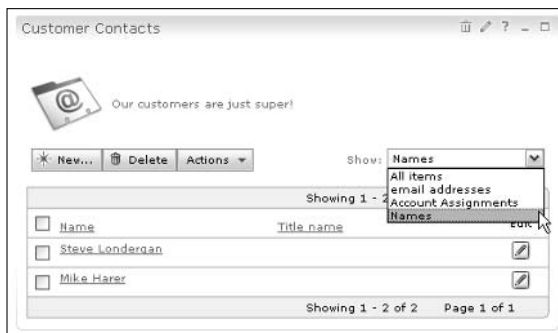 Customer Contacts ?
Our customers are just super!
New... Delete Actions Show: Names
All items
email addresses
Account Assignments
Names
Showing 1 - 2
Name Title name Edit
Steve Londergan
Mike Harer
Showing 1 - 2 of 2 Page 1 of 1